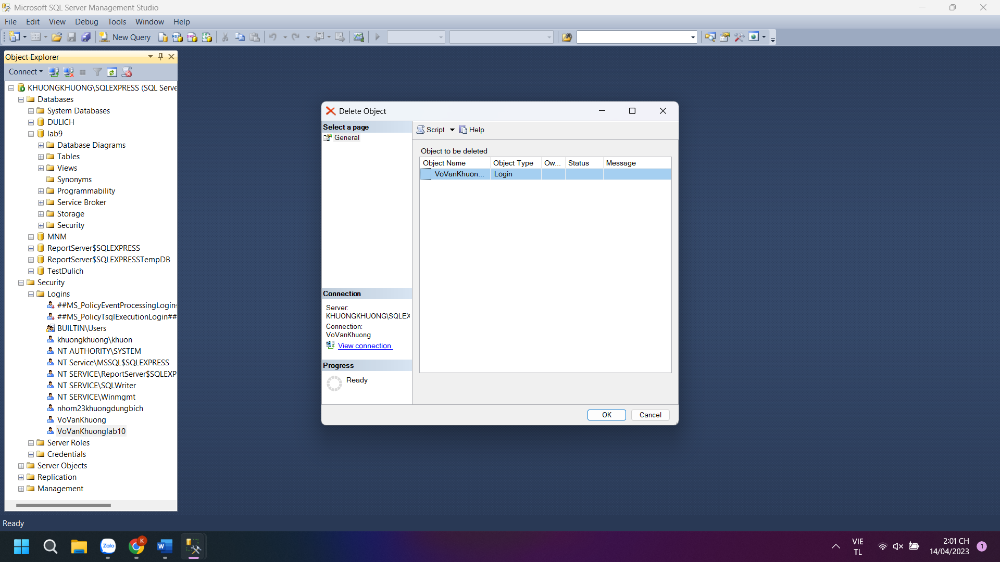 Microsoft SQL Server Management Studio
File Edit View Debug Tools Window Help
New Query
Object Explorer
Connect
KHUONGKHUONG\SQLEXPRESS (SQL Serve
Databases
System Databases
DULICH
lab9
Database Diagrams
Tables
Views
Synonyms
Programmability
Service Broker
Storage
Security
MNM
ReportServer$SQLEXPRESS
ReportServer$SQLEXPRESSTempDB
TestDulich
Security
Logins
##MS_PolicyEventProcessingLogin#
##MS_PolicyTsqlExecutionLogin##
BUILTIN\Users
khuongkhuong\khuon
NT AUTHORITY\SYSTEM
NT Service\MSSQL$SQLEXPRESS
NT SERVICE\ReportServer$SQLEXP
NT SERVICE\SQLWriter
NT SERVICE\Winmgmt
nhom23khuongdungbich
VoVanKhuong
VoVanKhuonglab10
Server Roles
Credentials
Server Objects
Replication
Management
Delete Object
Select a page
General
Script Help
Object to be deleted
Object Name Object Type Ow... Status Message
VoVanKhuon... Login
Connection
Server:
KHUONGKHUONG\SQLEX
Connection:
VoVanKhuong
View connection
Progress
Ready
OK Cancel
Ready
Zalo
K
W
VIE
TL
2:01 CH
14/04/2023
1